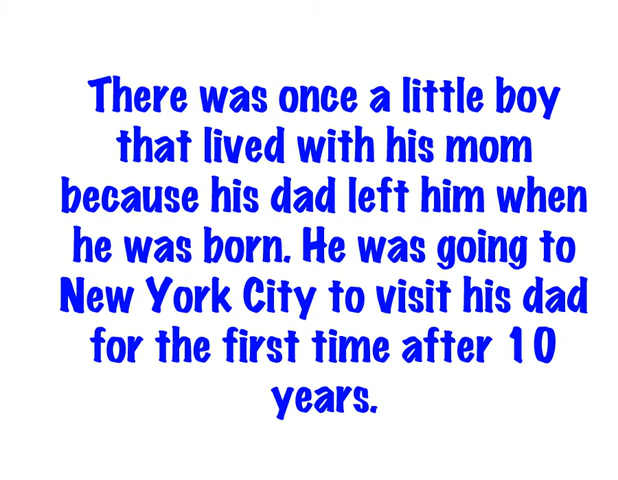 There was once a little boy
that lived with his mom
because his dad left him when
he was born. He was going to
New York City to visit his dad
for the first time after 10
years.